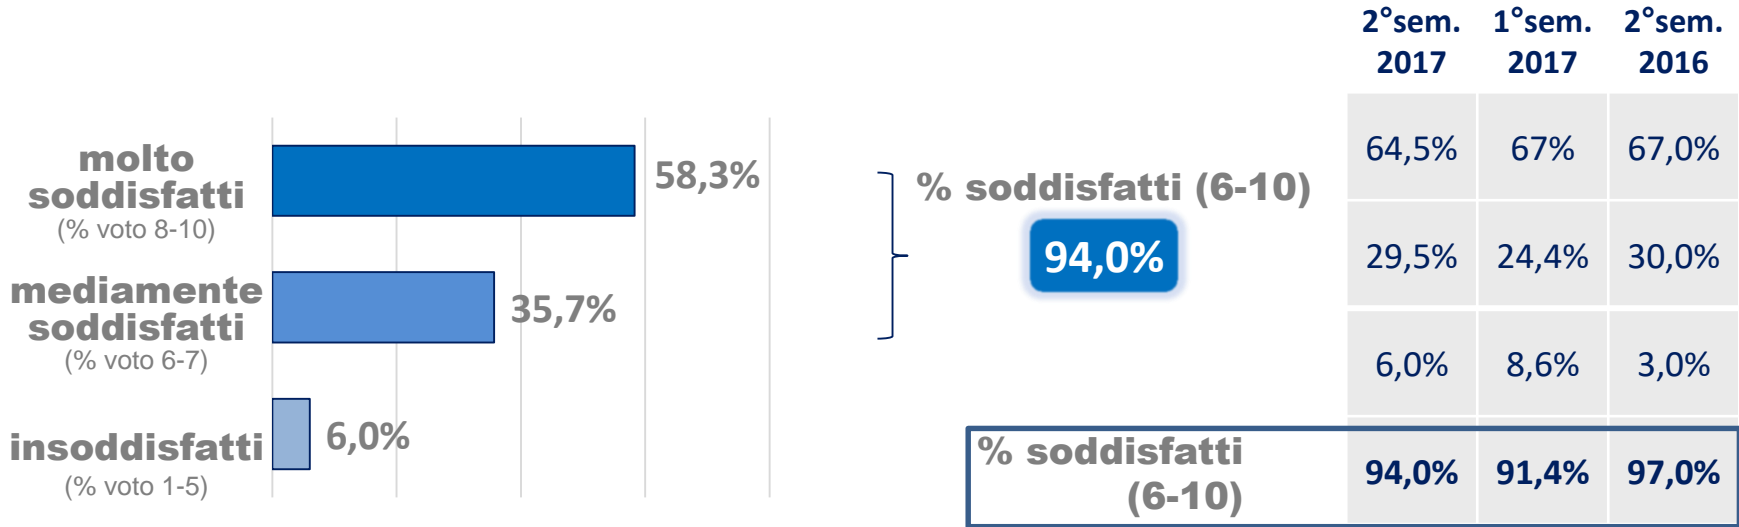 molto
soddisfatti
(% voto 8-10)
58,3%
mediamente
soddisfatti
(% voto 6-7)
35,7%
insoddisfatti
(% voto 1-5)
6,0%
% soddisfatti (6-10)
94,0%
2°sem. 1°sem. 2°sem.
2017 2017 2016
64,5% 67% 67,0%
29,5% 24,4% 30,0%
6,0% 8,6% 3,0%
% soddisfatti
(6-10)
94,0% 91,4% 97,0%